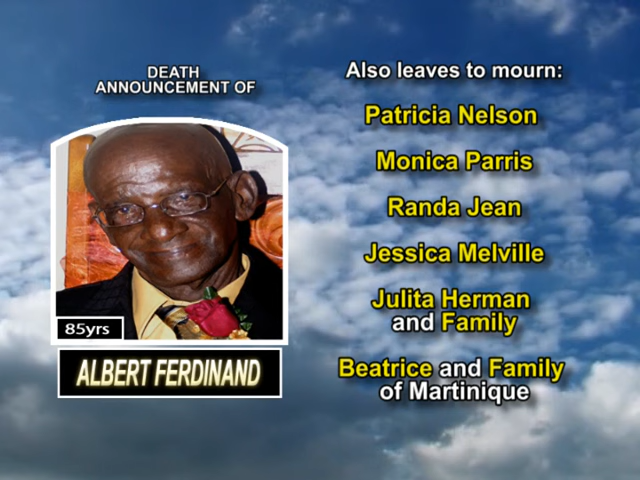 DEATH
ANNOUNCEMENT OF
85yrs
ALBERT FERDINAND
Also leaves to mourn:
Patricia Nelson
Monica Parris
Randa Jean
Jessica Melville
Julita Herman
and Family
Beatrice and Family
of Martinique